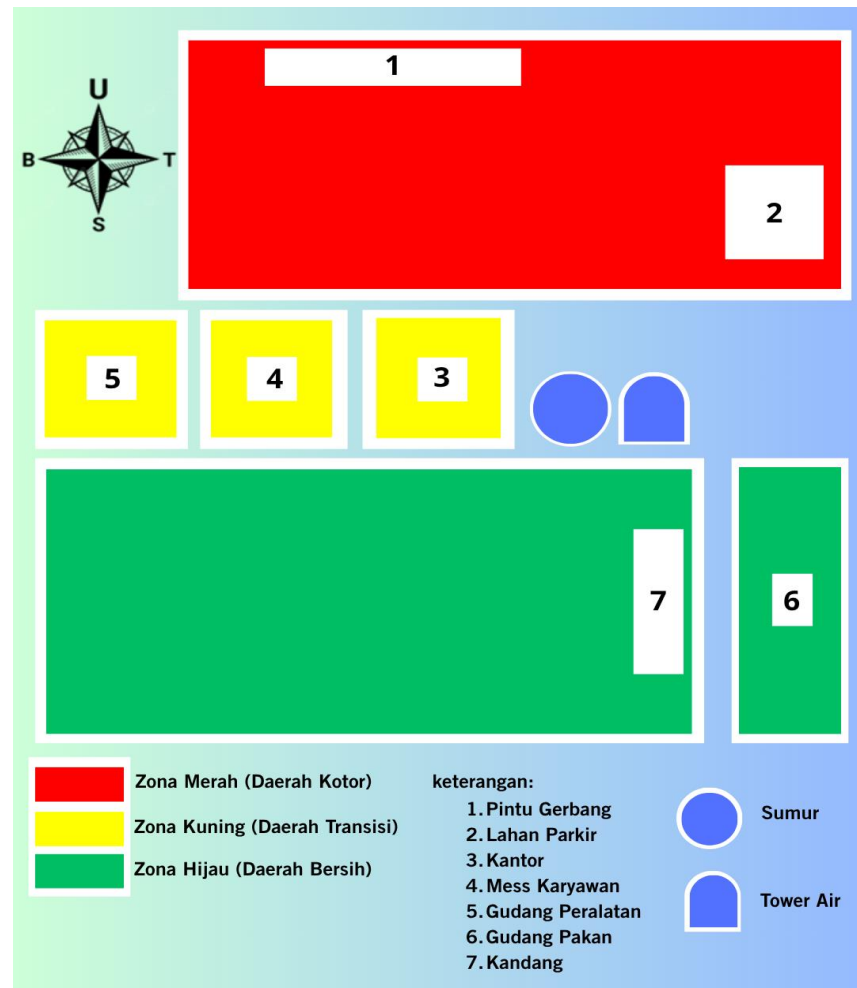 1
U
B
T
S
2
5
4
3
7
6
Zona Merah (Daerah Kotor)
Zona Kuning (Daerah Transisi)
Zona Hijau (Daerah Bersih)
keterangan:
1. Pintu Gerbang
2. Lahan Parkir
3. Kantor
4. Mess Karyawan
5. Gudang Peralatan
6. Gudang Pakan
7. Kandang
Sumur
Tower Air